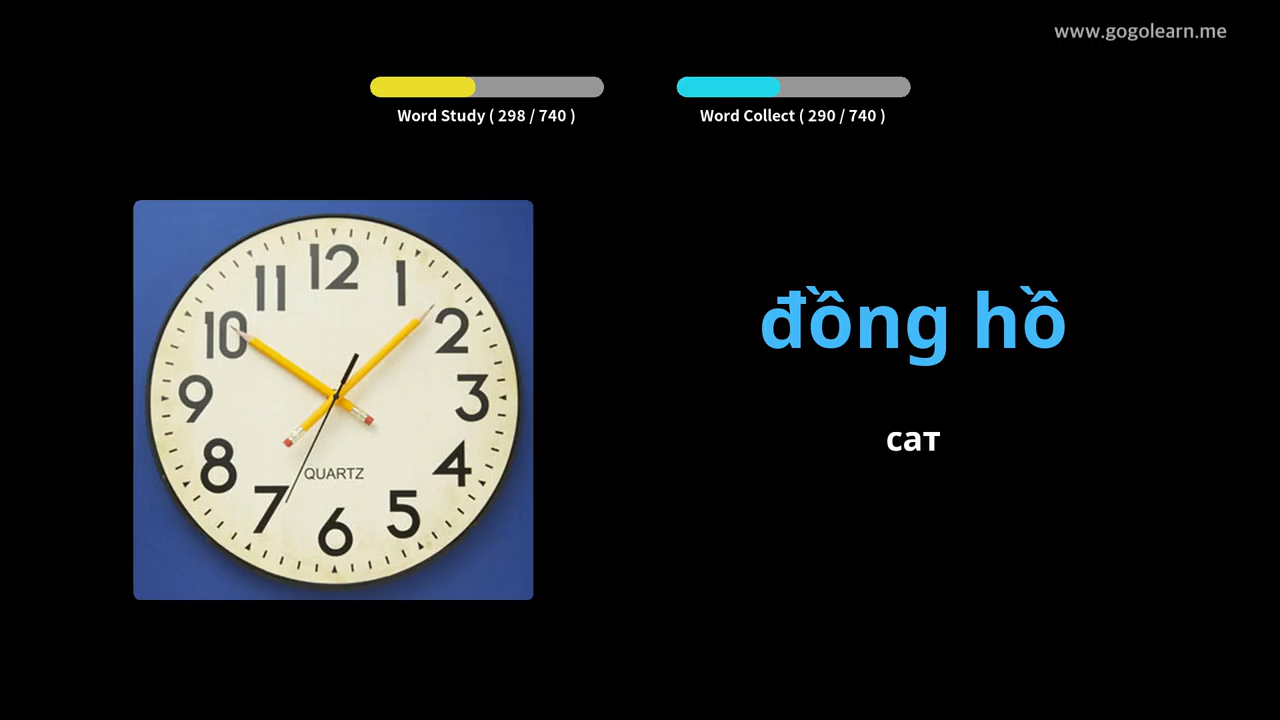 www.gogolearn.me
Word Study ( 298 / 740 )
Word Collect ( 290 / 740 )
12
11
1
10
2
9
3
8
4
7
5
6
QUARTZ
đồng hồ
сат